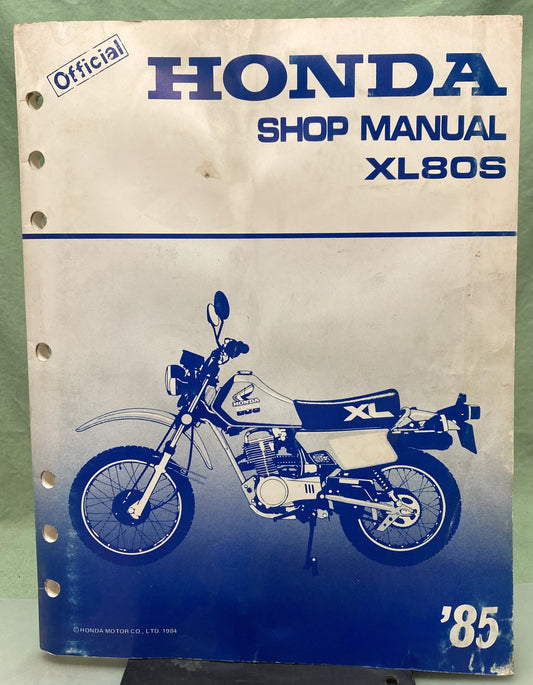 Official
HONDA
SHOP MANUAL
XL80S
HONDA
XL
© HONDA MOTOR CO., LTD. 1984
'85